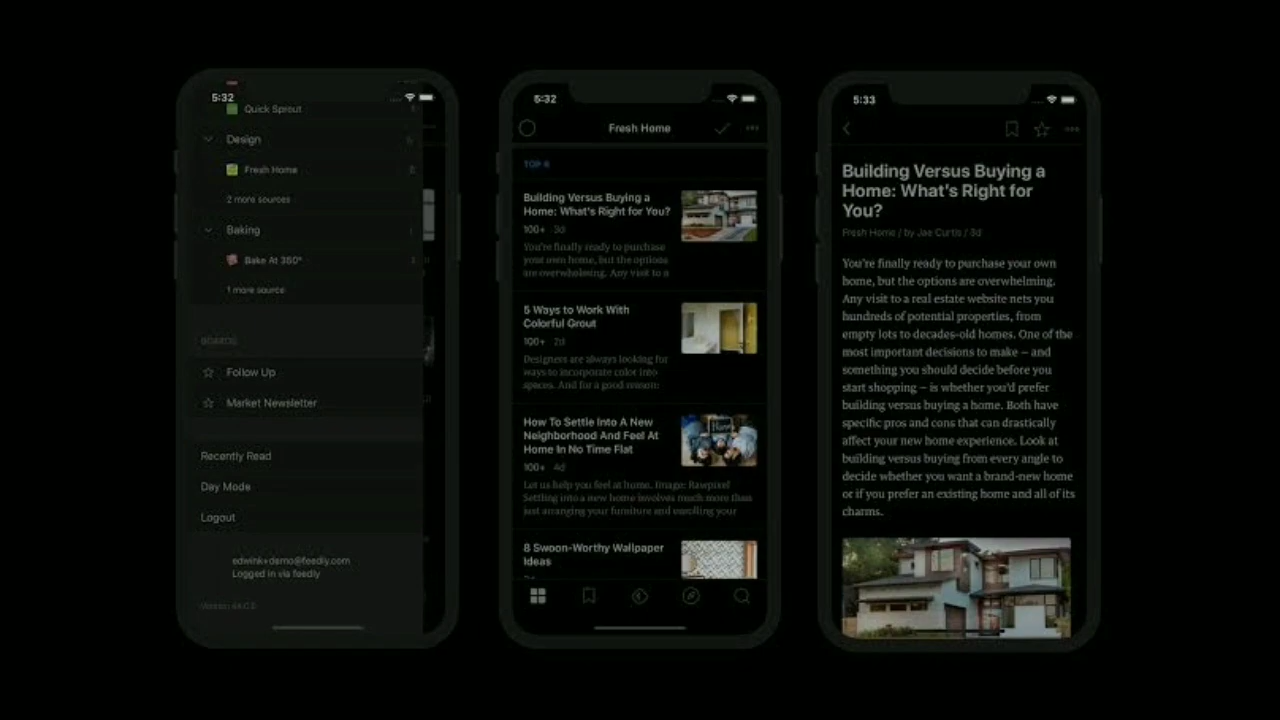 5:32
Quick Sprout
Design
Fresh Home
2 more sources
Baking
Bake At 350°
1 more source
BOARDS
Follow Up
Market Newsletter
Recently Read
Day Mode
Logout
edwink+demo@feedly.com
Logged in via feedly
5:32
Fresh Home
TOP 6
Building Versus Buying a
Home: What's Right for You?
100+ 3d
You're finally ready to purchase
your own home, but the options
are overwhelming. Any visit to a
5 Ways to Work With
Colorful Grout
100+ 2d
Designers are always looking for
ways to incorporate color into
spaces. And for a good reason:
How To Settle Into A New
Neighborhood And Feel At
Home In No Time Flat
100+ 4d
Let us help you feel at home. Image: Rawpixel
Settling into a new home involves much more than
just arranging your furniture and enrolling your
8 Swoon-Worthy Wallpaper
Ideas
5:33
Building Versus Buying a
Home: What's Right for
You?
Fresh Home / by Jae Curtis / 3d
You're finally ready to purchase your own
home, but the options are overwhelming.
Any visit to a real estate website nets you
hundreds of potential properties, from
empty lots to decades-old homes. One of the
most important decisions to make – and
something you should decide before you
start shopping – is whether you'd prefer
building versus buying a home. Both have
specific pros and cons that can drastically
affect your new home experience. Look at
building versus buying from every angle to
decide whether you want a brand-new home
or if you prefer an existing home and all of its
charms.